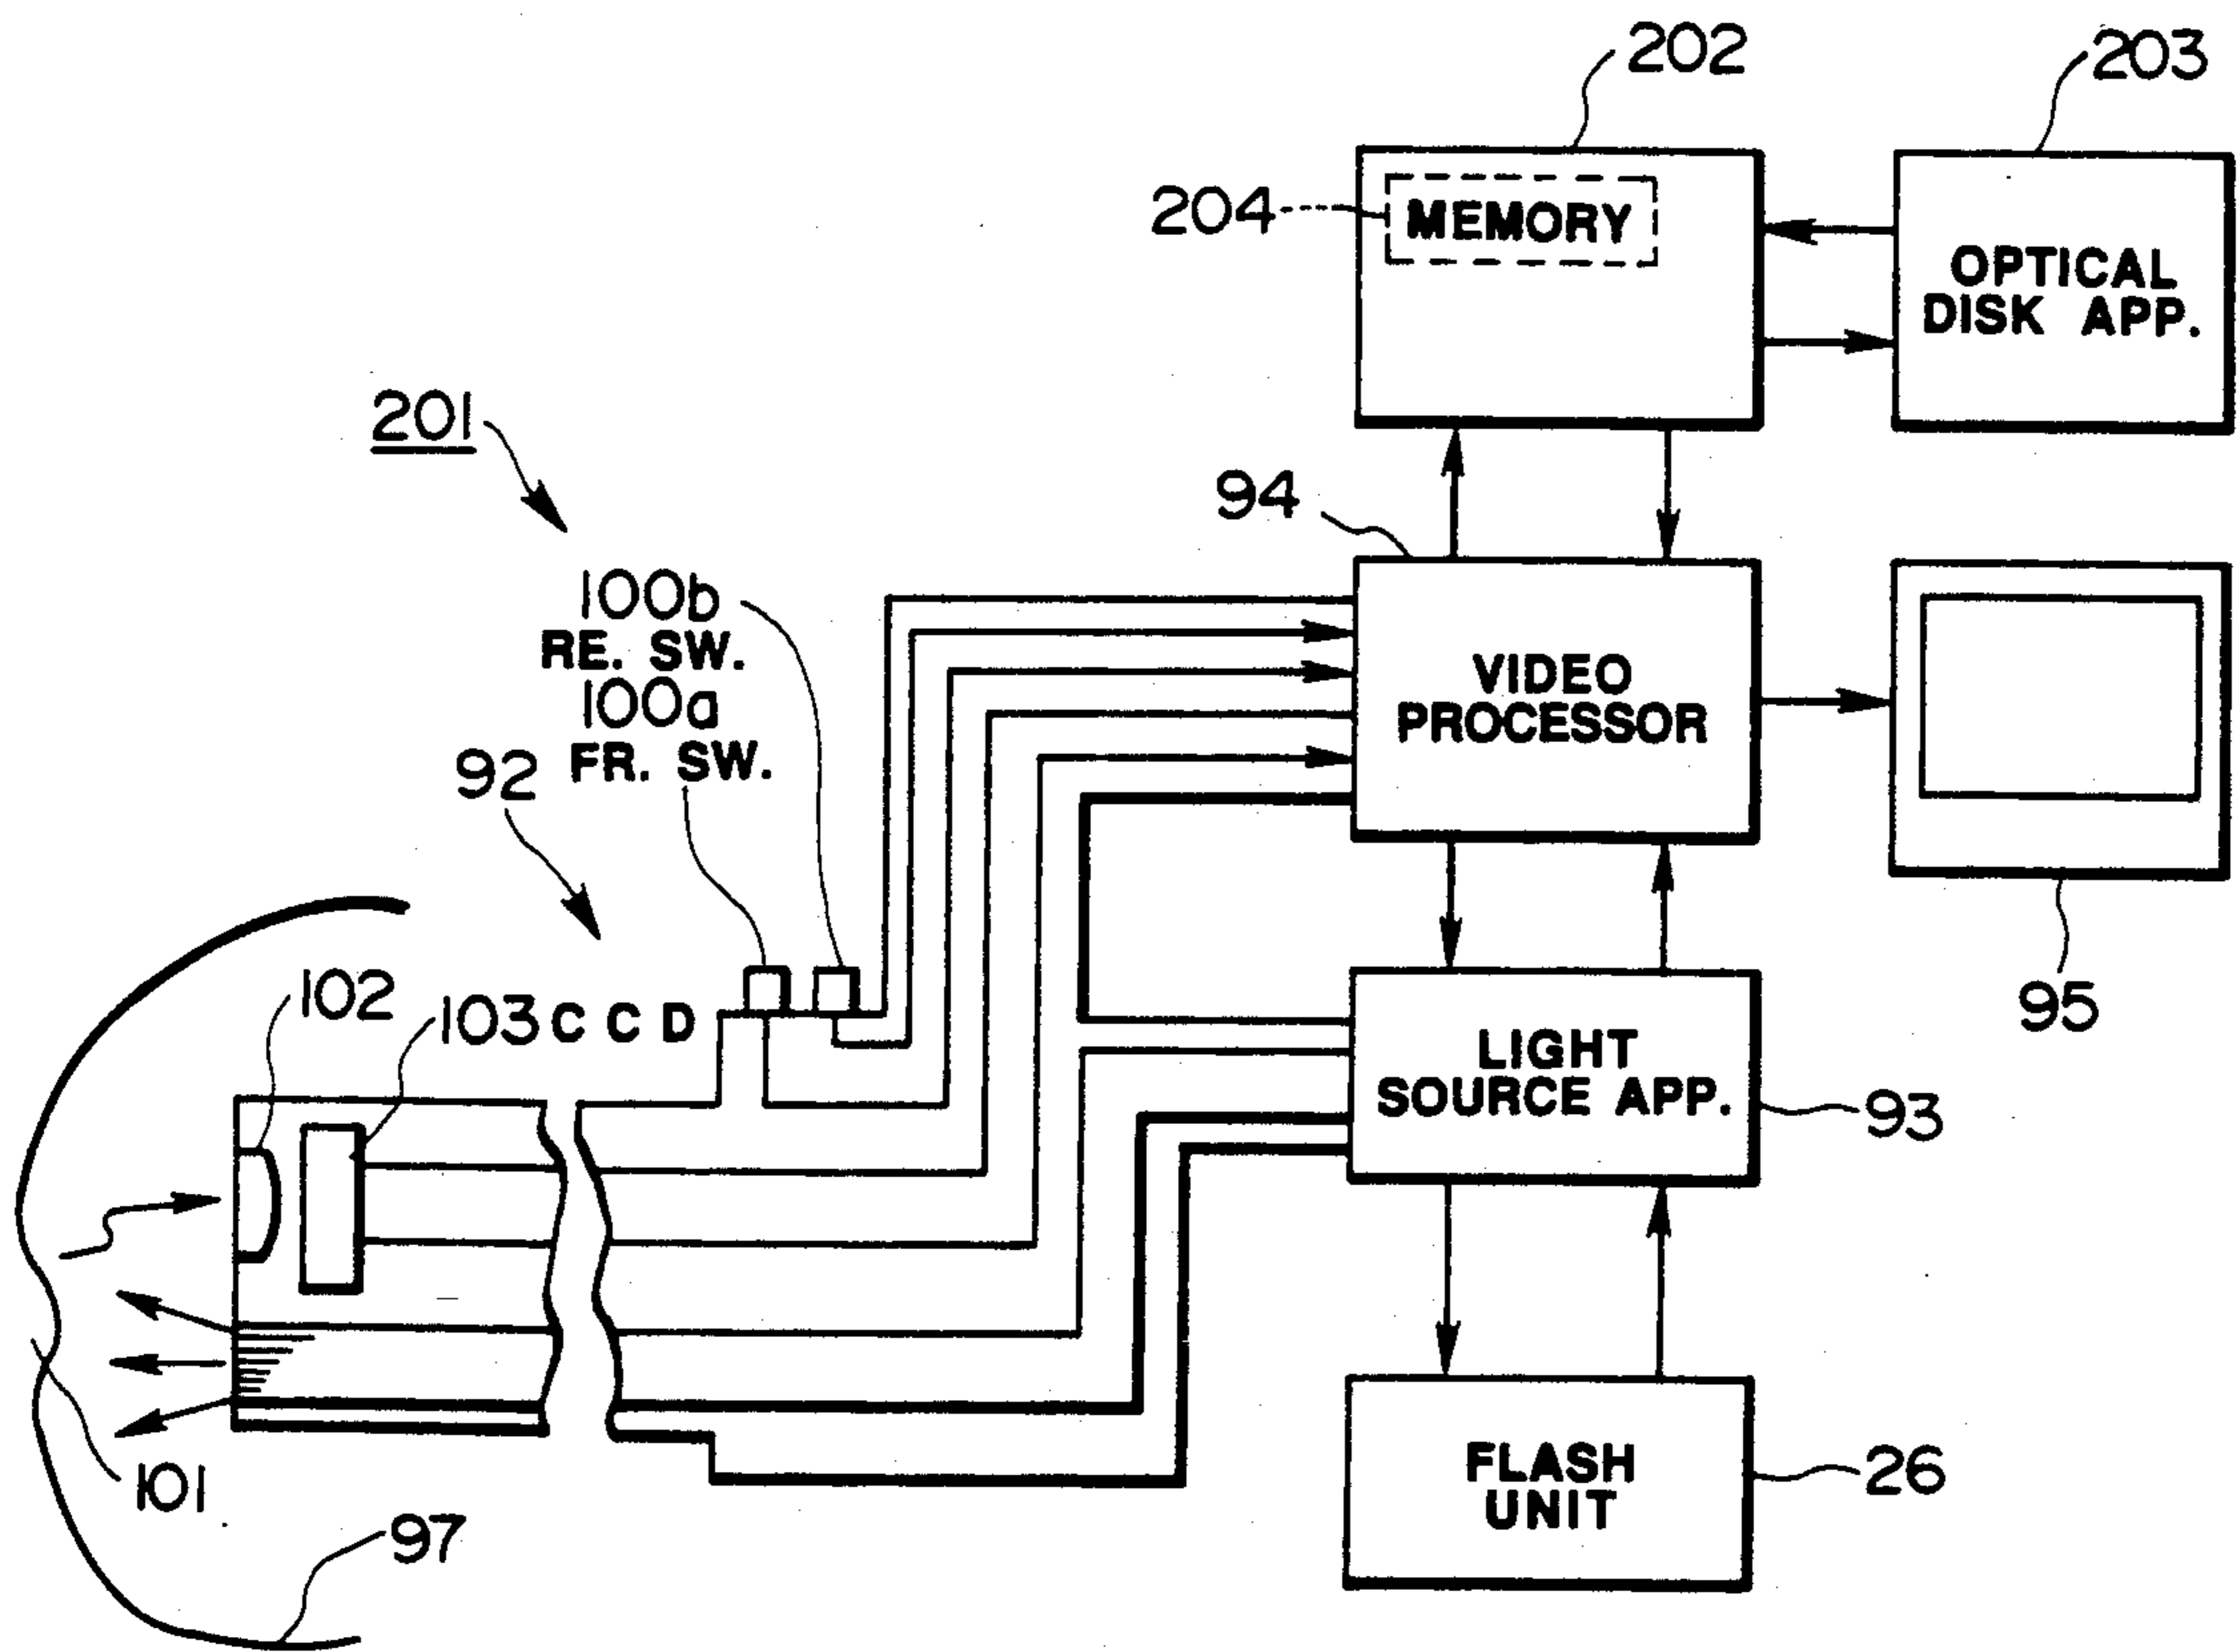 202
203
204
MEMORY
OPTICAL
DISK APP.
201
94
100b
RE. SW.
100a
FR. SW.
92
VIDEO
PROCESSOR
95
102
103 CCD
LIGHT
SOURCE APP.
93
101
97
FLASH
UNIT
26